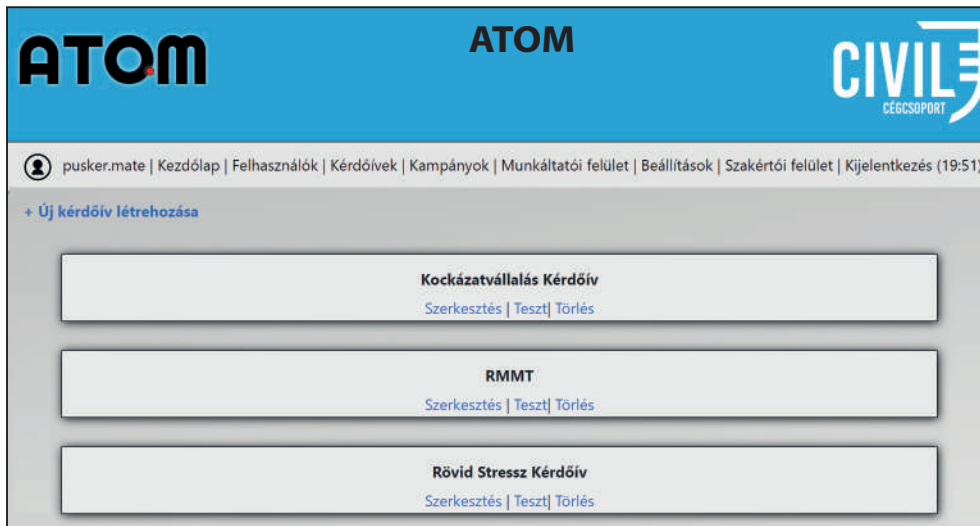 ATOM
ATOM
CIVIL
CÉGCSOPORT
pusker.mate | Kezdőlap | Felhasználók | Kérdőívek | Kampányok | Munkáltatói felület | Beállítások | Szakértói felület | Kijelentkezés (19:51)
+ Új kérdőív létrehozása
Kockázatvállalás Kérdőív
Szerkesztés | Teszt| Törlés
RMMT
Szerkesztés | Teszt| Törlés
Rövid Stressz Kérdőív
Szerkesztés | Teszt| Törlés